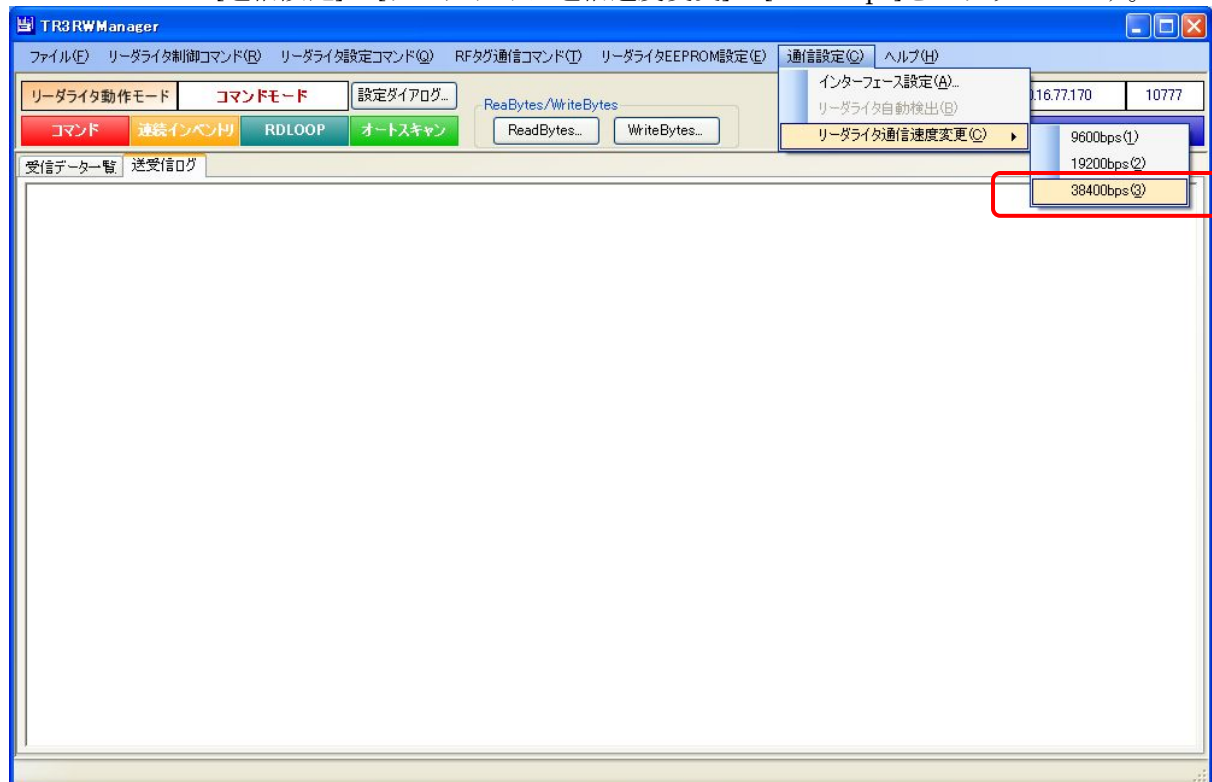 TR3RWManager
ファイル(F) リーダライタ制御コマンド(R) リーダライタ設定コマンド(Q) RFタグ通信コマンド(T) リーダライタEEPROM設定(E) 通信設定(C) ヘルプ(H)
インターフェース設定(A)...
リーダライタ自動検出(B)
リーダライタ通信速度変更(C)
9600bps(1)
19200bps(2)
38400bps(3)
リーダライタ動作モード コマンドモード 設定ダイアログ... ReaBytes/WriteBytes .16.77.170 10777
コマンド 連続インベントリ RDLOOP オートスキャン ReadBytes... WriteBytes...
受信データ一覧 送受信ログ